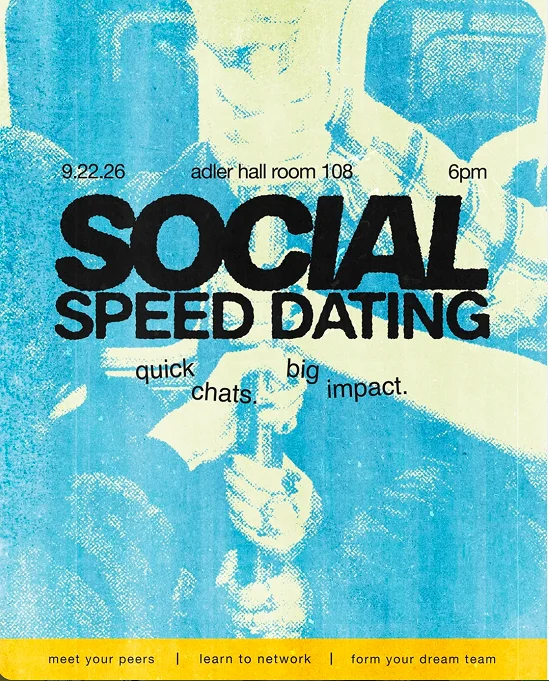 9.22.26 adler hall room 108 6pm
SOCIAL
SPEED DATING
quick big
chats. impact.
meet your peers | learn to network | form your dream team